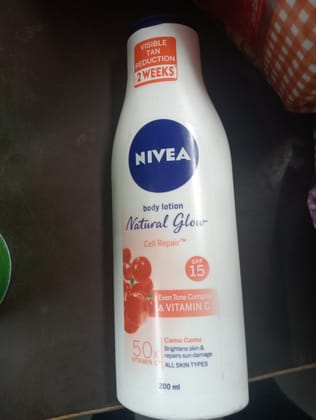 VISIBLE
TAN
REDUCTION
2 WEEKS
NIVEA
body lotion
Natural Glow
Cell Repair™
SPF
15
Even Tone Complex
& VITAMIN C
50x
VITAMIN C
Camu Camu
Brightens skin &
repairs sun-damage
ALL SKIN TYPES
200 ml